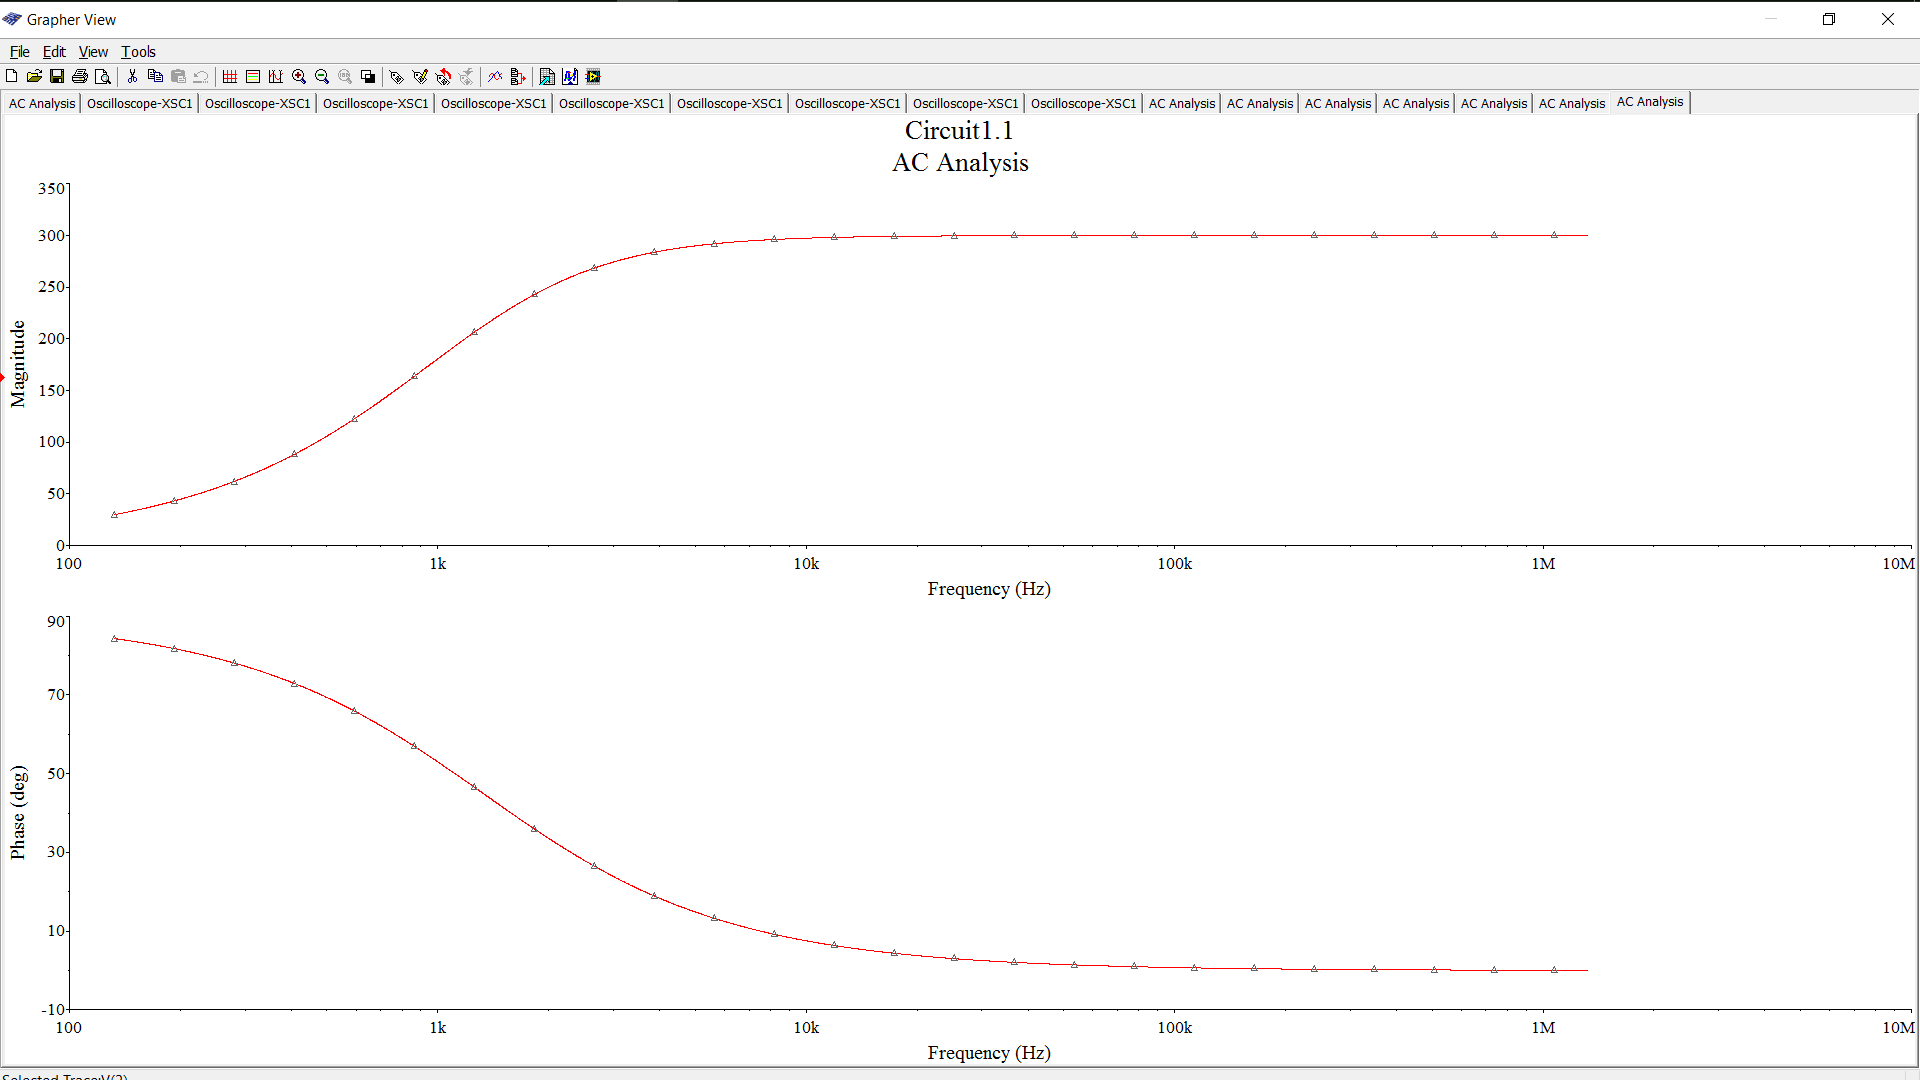 Grapher View
File Edit View Tools
AC Analysis Oscilloscope-XSC1 Oscilloscope-XSC1 Oscilloscope-XSC1 Oscilloscope-XSC1 Oscilloscope-XSC1 Oscilloscope-XSC1 Oscilloscope-XSC1 Oscilloscope-XSC1 Oscilloscope-XSC1 AC Analysis AC Analysis AC Analysis AC Analysis AC Analysis AC Analysis AC Analysis
Circuit1.1
AC Analysis
350
300
250
200
150
100
50
0
Magnitude
100 1k 10k 100k 1M 10M
Frequency (Hz)
90
70
50
30
10
-10
Phase (deg)
100 1k 10k 100k 1M 10M
Frequency (Hz)
Selected Trace:V(2)